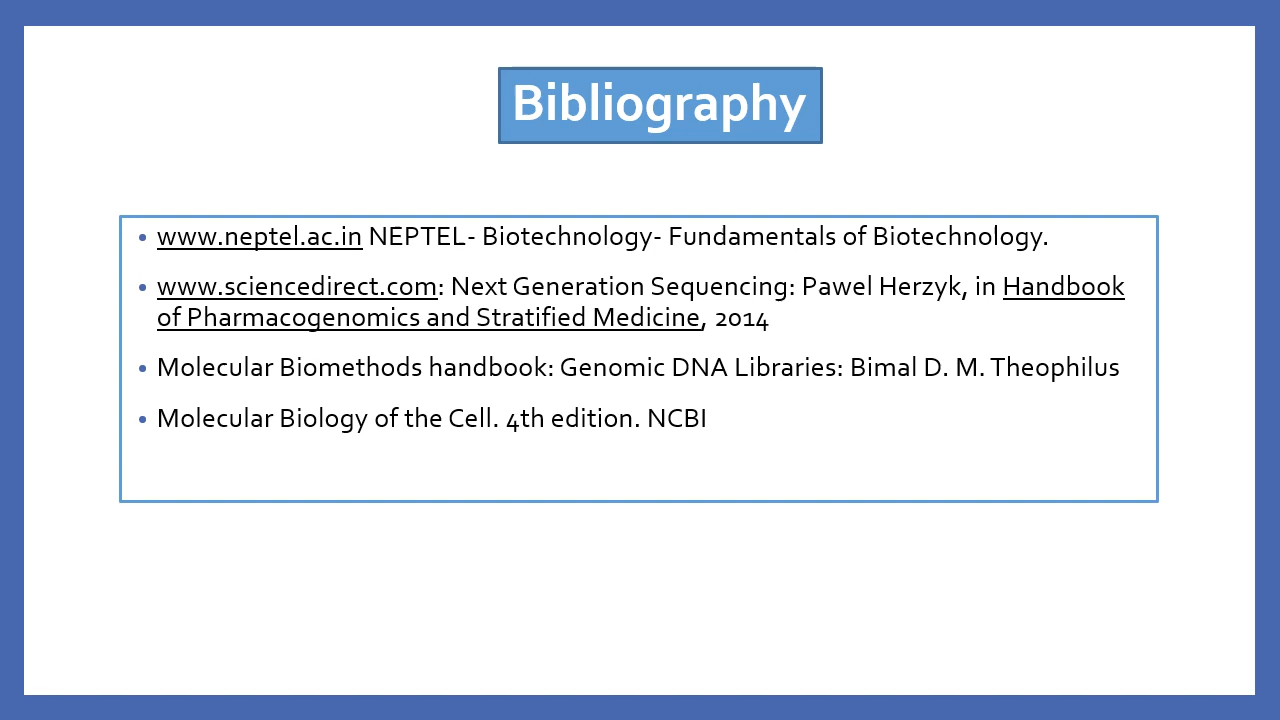 Bibliography
• www.neptel.ac.in NEPTEL- Biotechnology- Fundamentals of Biotechnology.
• www.sciencedirect.com: Next Generation Sequencing: Pawel Herzyk, in Handbook
of Pharmacogenomics and Stratified Medicine, 2014
• Molecular Biomethods handbook: Genomic DNA Libraries: Bimal D. M. Theophilus
• Molecular Biology of the Cell. 4th edition. NCBI